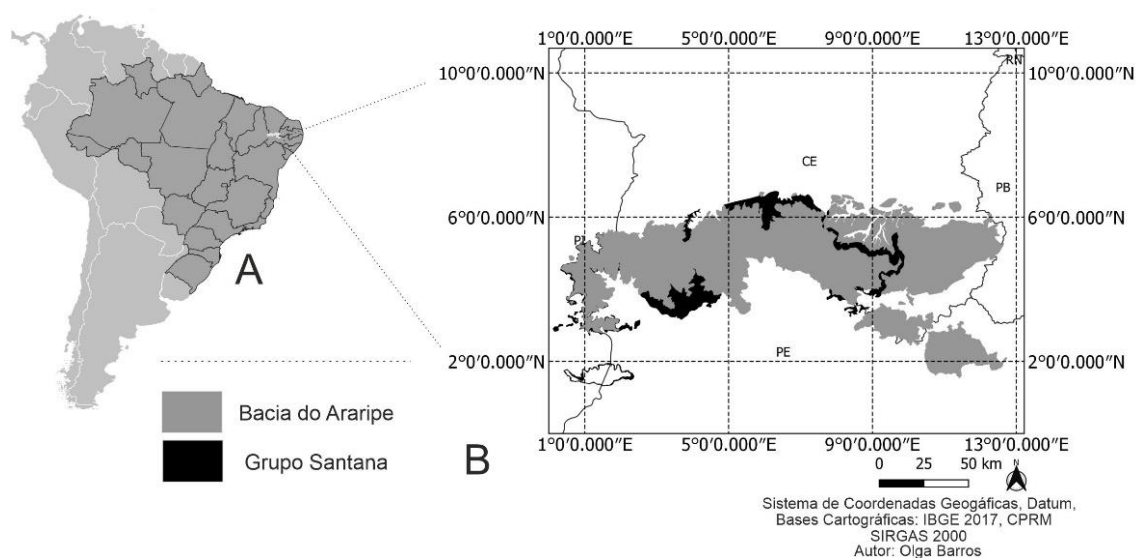 1°0′0.000″E 5°0′0.000″E 9°0′0.000″E 13°0′0.000″E
10°0′0.000″N
RN
10°0′0.000″N
CE
PB
6°0′0.000″N
6°0′0.000″N
A
PE
2°0′0.000″N
2°0′0.000″N
Bacia do Araripe
Grupo Santana
B
1°0′0.000″E 5°0′0.000″E 9°0′0.000″E 13°0′0.000″E
0 25 50 km
N
Sistema de Coordenadas Geogáficas, Datum,
Bases Cartográficas: IBGE 2017, CPRM
SIRGAS 2000
Autor: Olga Barros